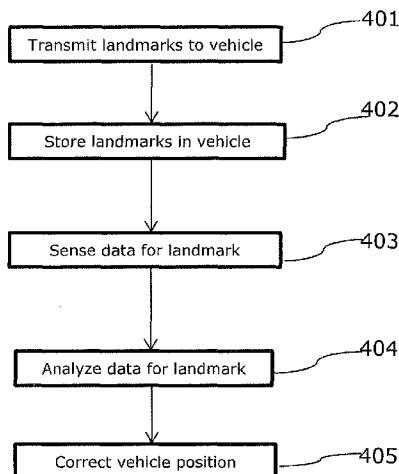 401
Transmit landmarks to vehicle
402
Store landmarks in vehicle
403
Sense data for landmark
404
Analyze data for landmark
405
Correct vehicle position